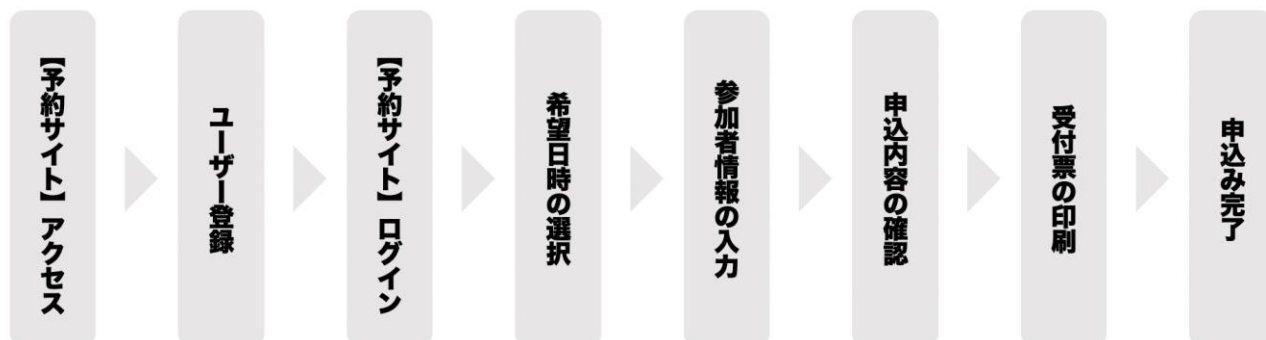 【予約サイト】アクセス
ユーザー登録
【予約サイト】ログイン
希望日時の選択
参加者情報の入力
申込内容の確認
受付票の印刷
申込み完了